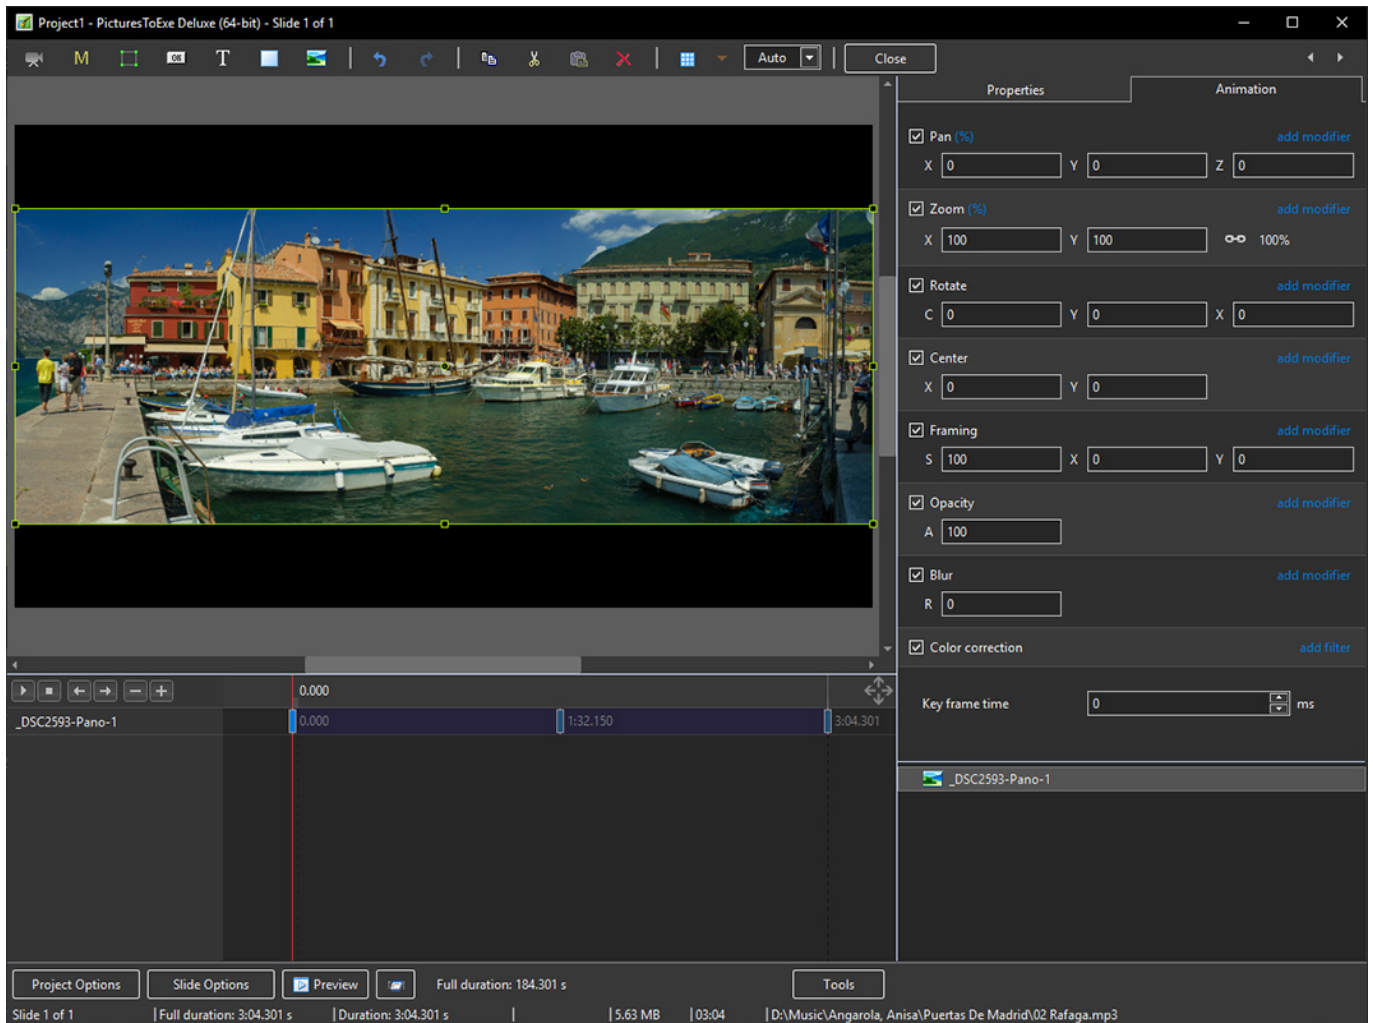 Project1 - PicturesToExe Deluxe (64-bit) - Slide 1 of 1
M OK T Auto Close
Properties Animation
Pan (%) add modifier
X 0 Y 0 Z 0
Zoom (%) add modifier
X 100 Y 100 100%
Rotate add modifier
C 0 Y 0 X 0
Center add modifier
X 0 Y 0
Framing add modifier
S 100 X 0 Y 0
Opacity add modifier
A 100
Blur add modifier
R 0
Color correction add filter
Key frame time 0 ms
_DSC2593-Pano-1
0.000
_DSC2593-Pano-1 0.000 1:32.150 3:04.301
Project Options Slide Options Preview Full duration: 184.301 s Tools
Slide 1 of 1 Full duration: 3:04.301 s Duration: 3:04.301 s 5.63 MB 03:04 D:\Music\Angarola, Anisa\Puertas De Madrid\02 Rafaga.mp3